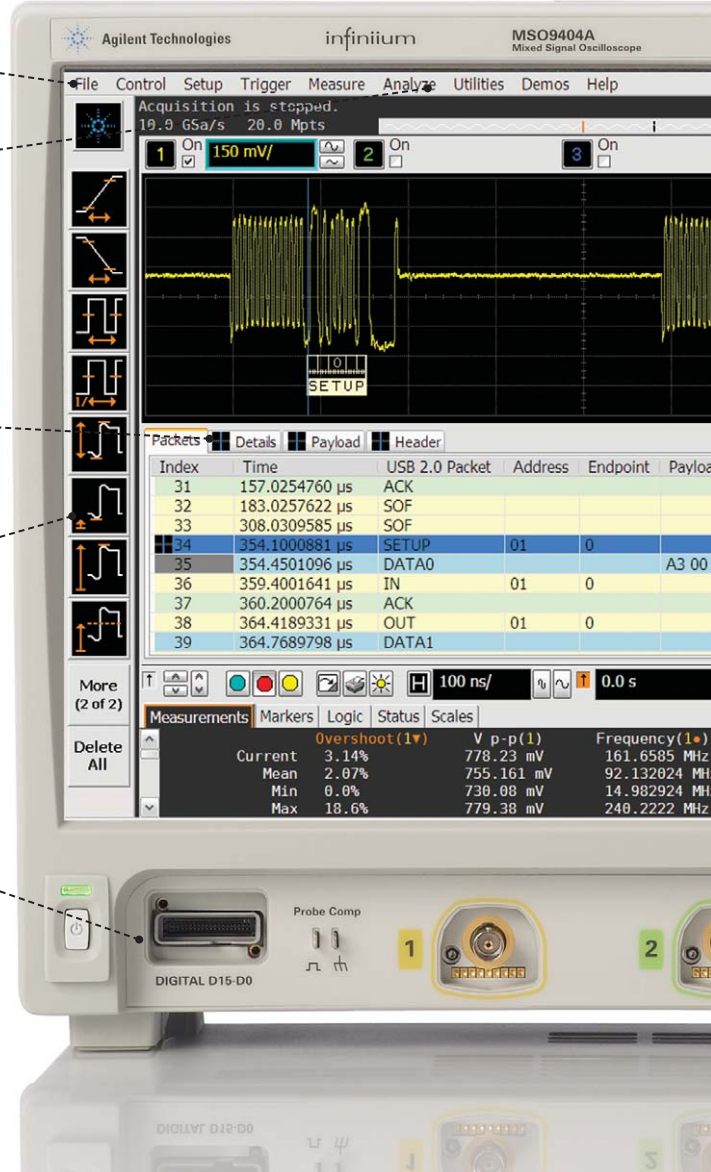 Agilent Technologies infiniium MSO9404A
Mixed Signal Oscilloscope
File Control Setup Trigger Measure Analyze Utilities Demos Help
Acquisition is stopped.
10.0 GSa/s 20.0 Mpts
1 On 150 mV/ 2 On 3 On
0
SETUP
1/
Packets Details Payload Header
Index Time USB 2.0 Packet Address Endpoint
31 157.0254760 µs ACK
32 183.0257622 µs SOF
33 308.0309585 µs SOF
34 354.1000881 µs SETUP 01 0
35 354.4501096 µs DATA0 A3 00
36 359.4001641 µs IN 01 0
37 360.2000764 µs ACK
38 364.4189331 µs OUT 01 0
39 364.7689798 µs DATA1
More
(2 of 2)
Delete
All
H 100 ns/ 0.0 s
Measurements Markers Logic Status Scales
Overshoot(1▼) V p-p(1) Frequency(1●)
Current 3.14% 778.23 mV 161.6585 MHz
Mean 2.07% 755.161 mV 92.132024 MH
Min 0.0% 730.08 mV 14.982924 MH
Max 18.6% 779.38 mV 240.2222 MHz
Probe Comp
1 2
DIGITAL D15-D0